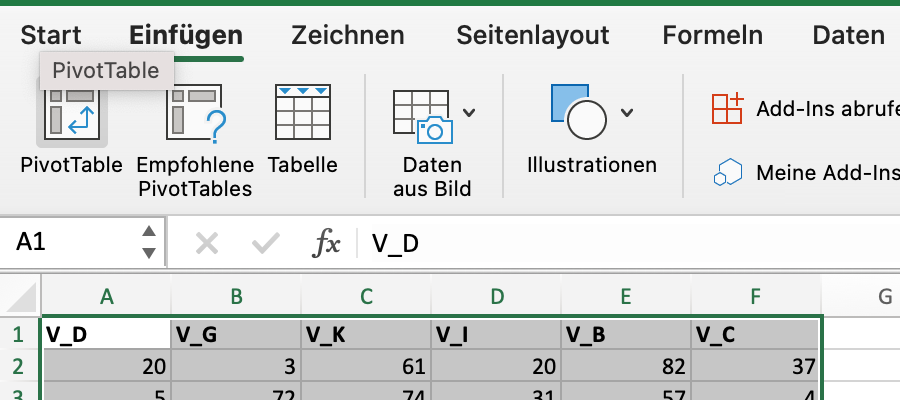 Start Einfügen Zeichnen Seitenlayout Formeln Daten
PivotTable
PivotTable Empfohlene PivotTables Tabelle Daten aus Bild Illustrationen
Add-Ins abrufe
Meine Add-Ins
A1 fx V_D
A B C D E F G
1 V_D V_G V_K V_I V_B V_C
2 20 3 61 20 82 37
3 5 72 74 31 57 4